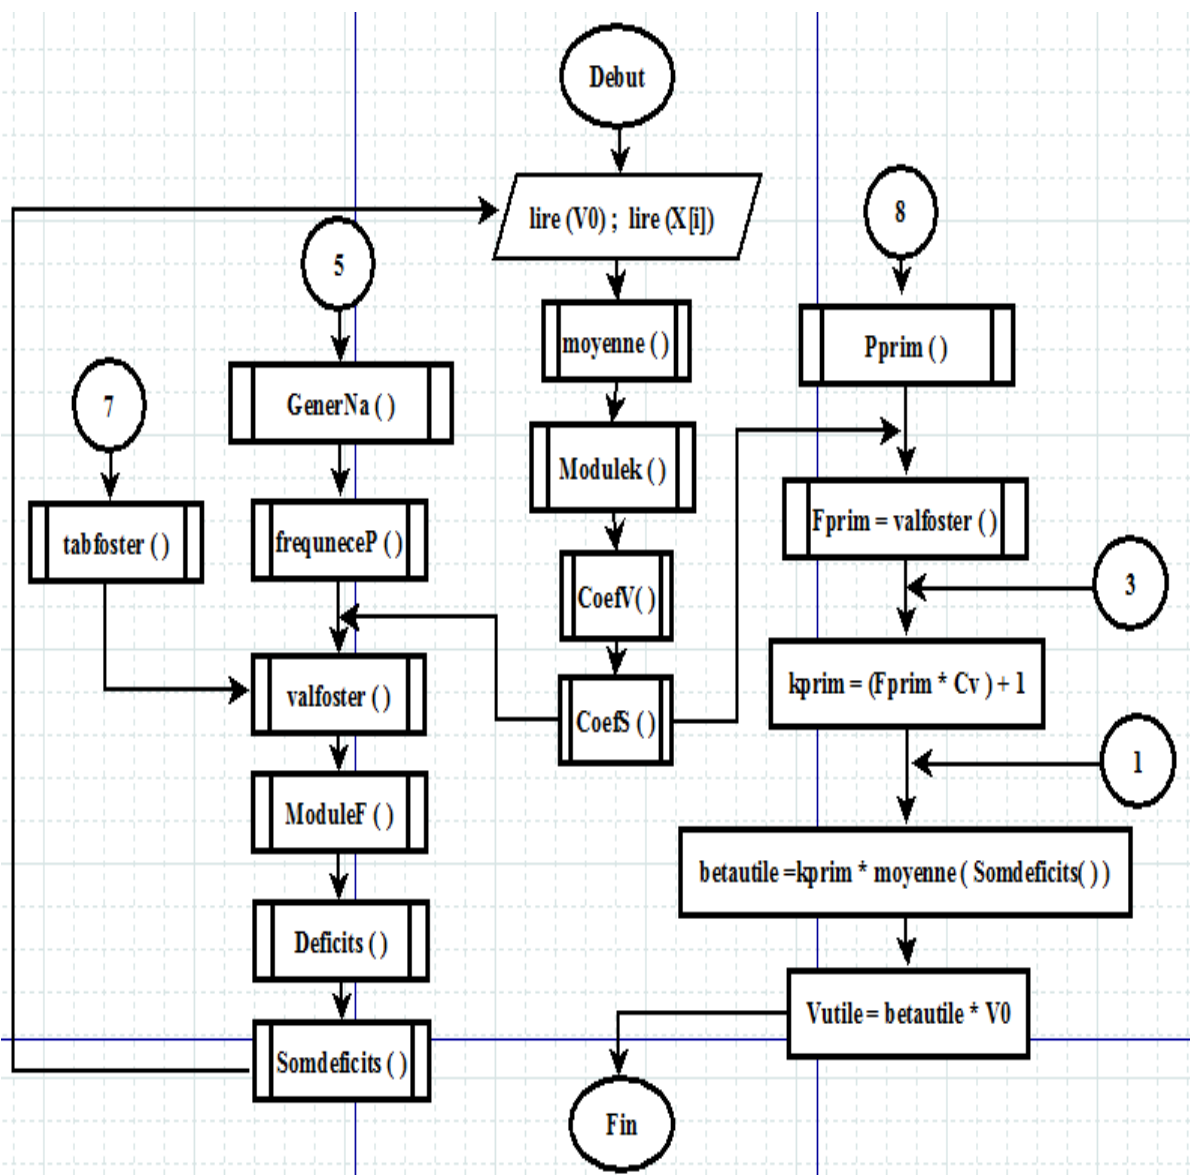 Debut
lire (V0) ; lire (X[i])
8
5
moyenne ( )
Pprim ( )
GenerNa ( )
7
Modulek ( )
Fprim = valfoster ( )
tabfoster ( )
frequneceP ( )
CoefV( )
3
valfoster ( )
CoefS ( )
kprim = (Fprim * Cv ) + 1
1
ModuleF ( )
betautile =kprim * moyenne ( Somdeficits( ) )
Deficits ( )
Vutile = betautile * V0
Somdeficits ( )
Fin